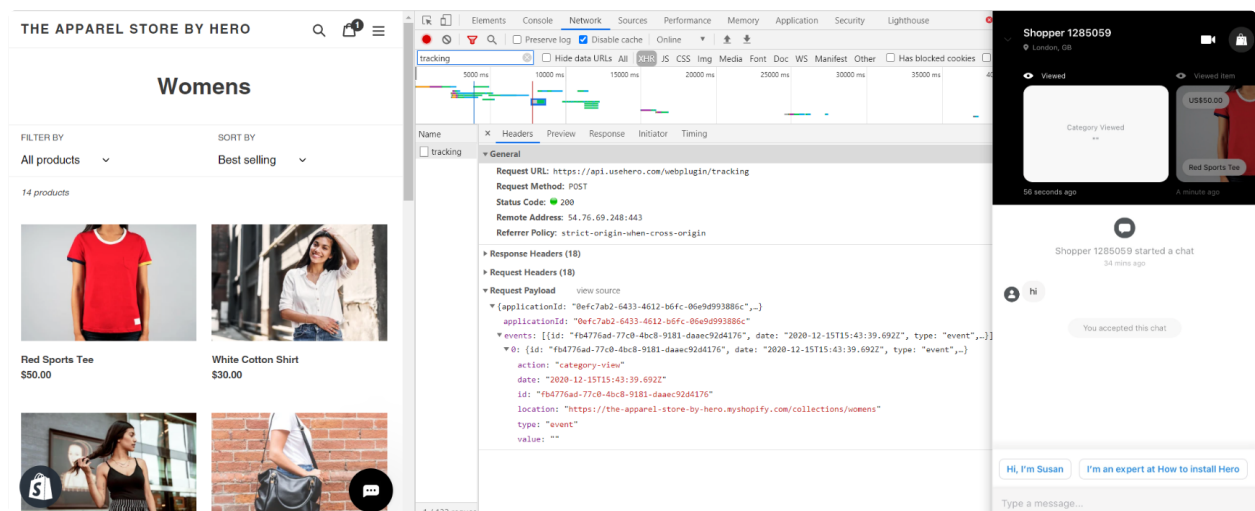 THE APPAREL STORE BY HERO
1
Womens
FILTER BY
SORT BY
All products
Best selling
14 products
Red Sports Tee
$50.00
White Cotton Shirt
$30.00
Elements Console Network Sources Performance Memory Application Security Lighthouse
Preserve log Disable cache Online
tracking
Hide data URLs All XHR JS CSS Img Media Font Doc WS Manifest Other Has blocked cookies
5000 ms 10000 ms 15000 ms 20000 ms 25000 ms 30000 ms 35000 ms
Name
× Headers Preview Response Initiator Timing
tracking
General
Request URL: https://api.usehero.com/webplugin/tracking
Request Method: POST
Status Code: 200
Remote Address: 54.76.69.248:443
Referrer Policy: strict-origin-when-cross-origin
Response Headers (18)
Request Headers (18)
Request Payload view source
{applicationId: "0efc7ab2-6433-4612-b6fc-06e9d993886c",…}
applicationId: "0efc7ab2-6433-4612-b6fc-06e9d993886c"
events: [{id: "fb4776ad-77c0-4bc8-9181-daaec92d4176", date: "2020-12-15T15:43:39.692Z", type: "event",…}]
0: {id: "fb4776ad-77c0-4bc8-9181-daaec92d4176", date: "2020-12-15T15:43:39.692Z", type: "event",…}
action: "category-view"
date: "2020-12-15T15:43:39.692Z"
id: "fb4776ad-77c0-4bc8-9181-daaec92d4176"
location: "https://the-apparel-store-by-hero.myshopify.com/collections/womens"
type: "event"
value: ""
Shopper 1285059
London, GB
Viewed
Viewed item
US$50.00
Category Viewed
""
Red Sports Tee
56 seconds ago
A minute ago
Shopper 1285059 started a chat
34 mins ago
hi
You accepted this chat
Hi, I'm Susan
I'm an expert at How to install Hero
Type a message...